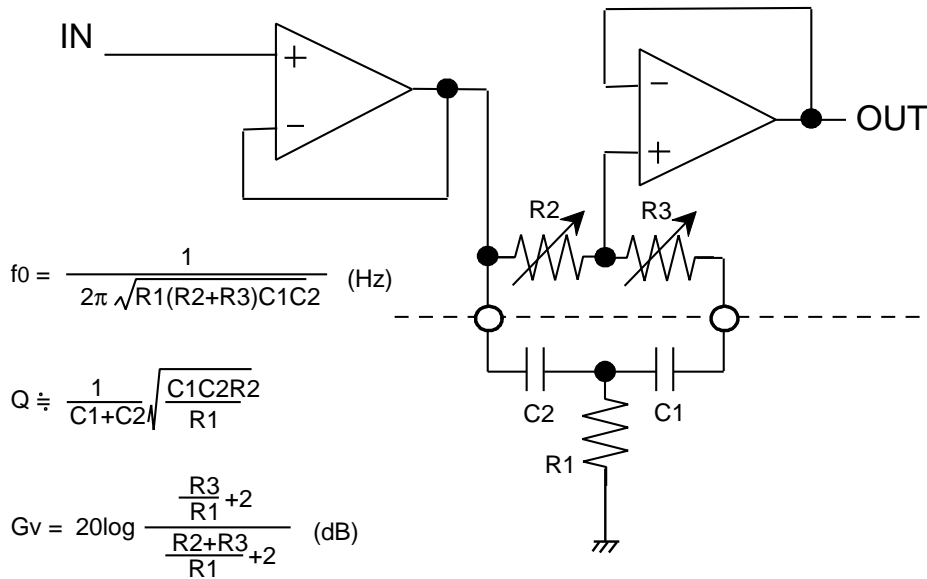 IN
+
−
−
+
OUT
R2
R3
f0 = 1 / 2π √R1(R2+R3)C1C2 (Hz)
C2
C1
R1
Q ≒ 1 / C1+C2 √C1C2R2 / R1
Gv = 20log R3 / R1 +2 / R2+R3 / R1 +2 (dB)